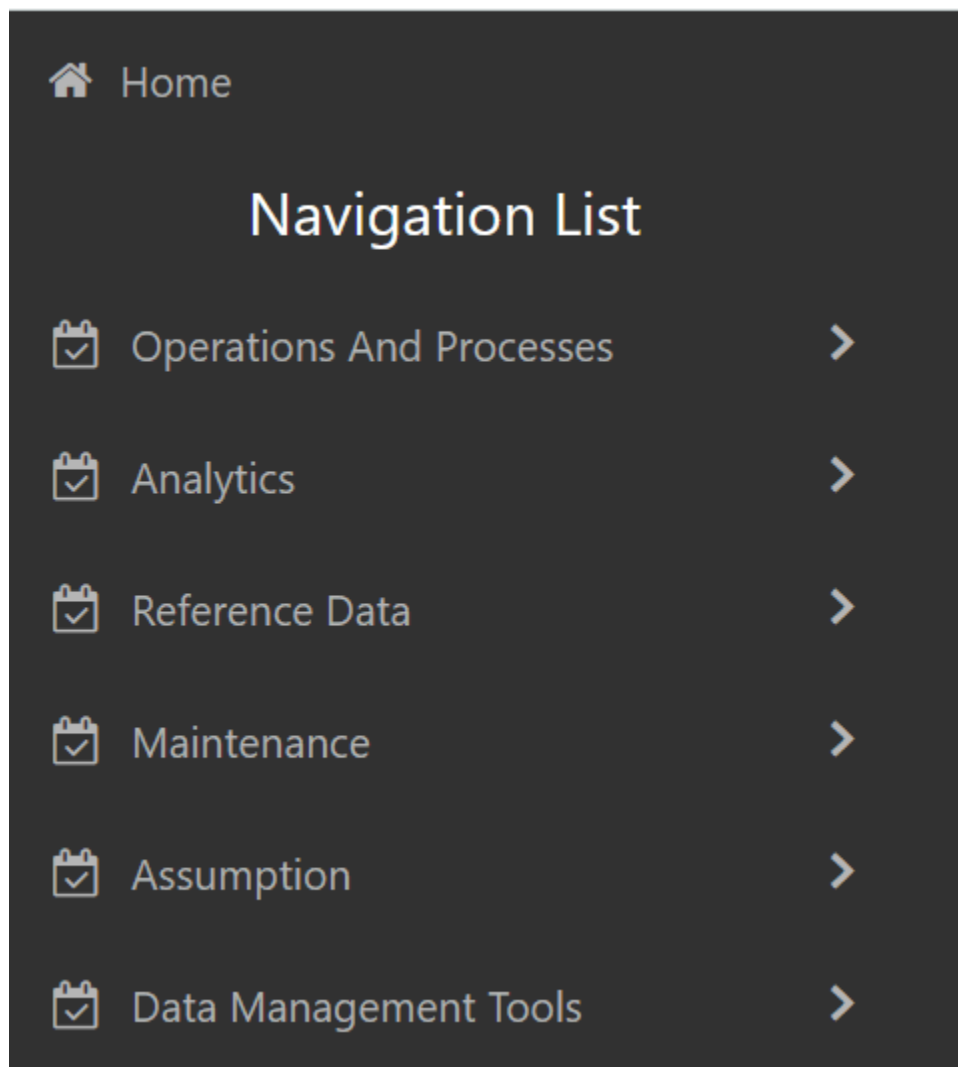 Home
Navigation List
Operations And Processes
Analytics
Reference Data
Maintenance
Assumption
Data Management Tools